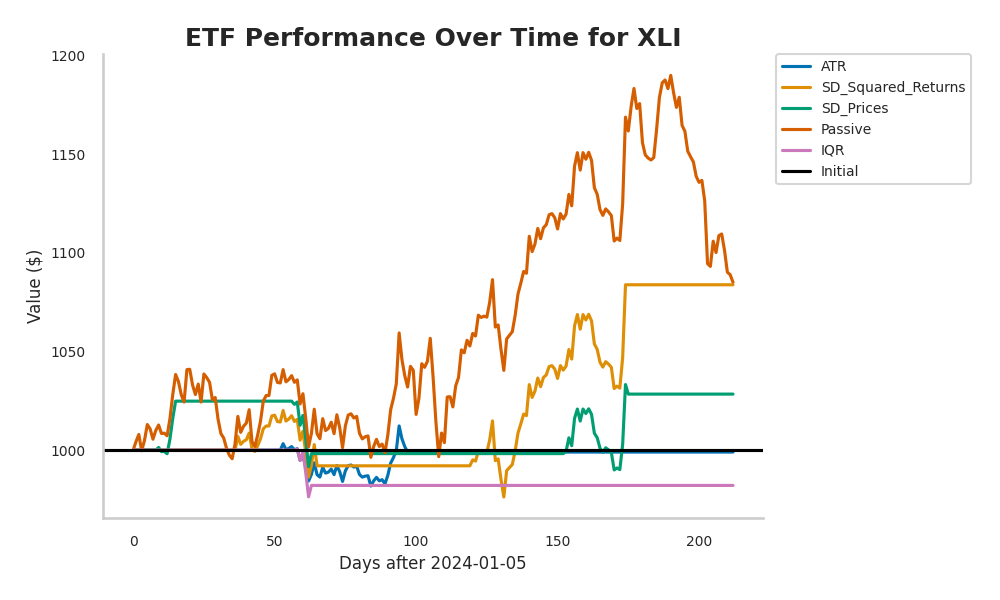 ETF Performance Over Time for XLI
Value ($)
1200
1150
1100
1050
1000
0 50 100 150 200
Days after 2024-01-05
ATR
SD_Squared_Returns
SD_Prices
Passive
IQR
Initial